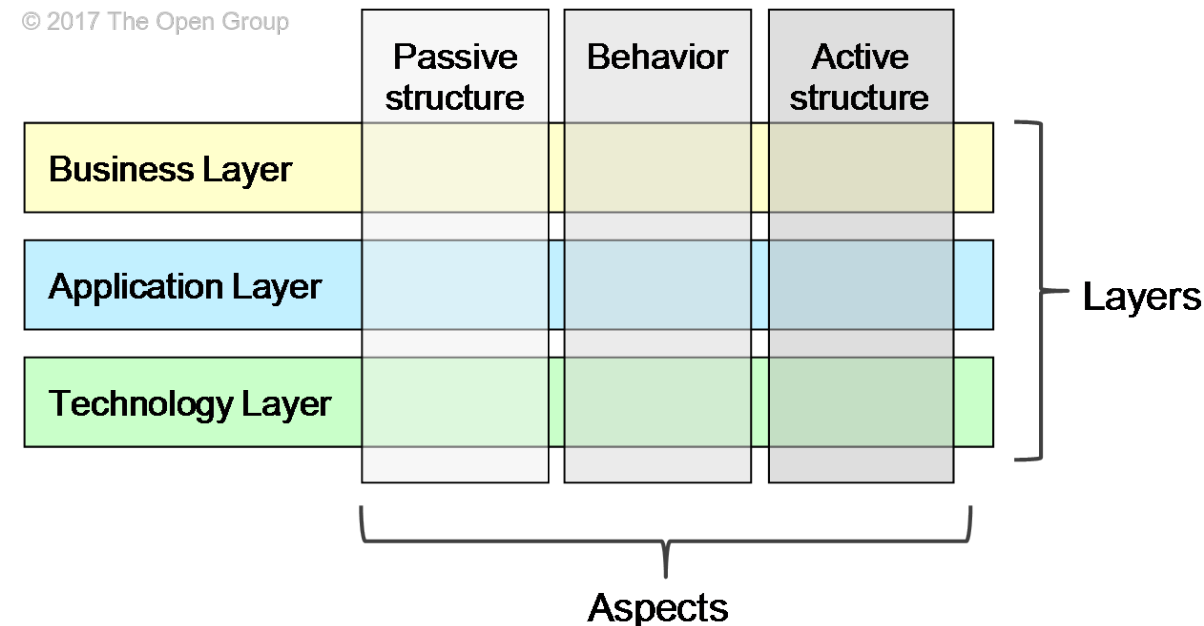 © 2017 The Open Group
Passive
structure
Behavior
Active
structure
Business Layer
Application Layer
Layers
Technology Layer
Aspects